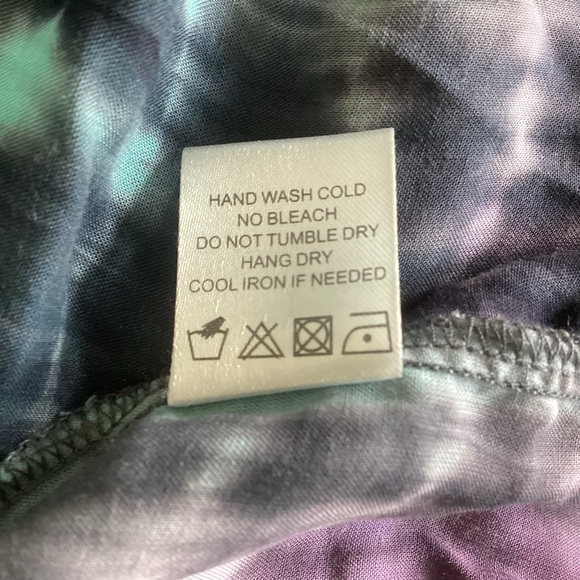 HAND WASH COLD
NO BLEACH
DO NOT TUMBLE DRY
HANG DRY
COOL IRON IF NEEDED